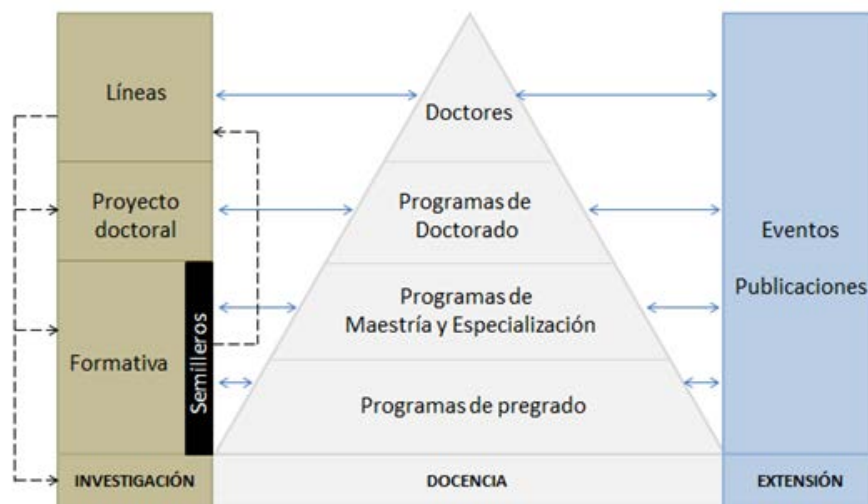 Líneas
Proyecto
doctoral
Formativa
Semilleros
INVESTIGACIÓN
Doctores
Programas de
Doctorado
Programas de
Maestría y Especialización
Programas de pregrado
DOCENCIA
Eventos
Publicaciones
EXTENSIÓN